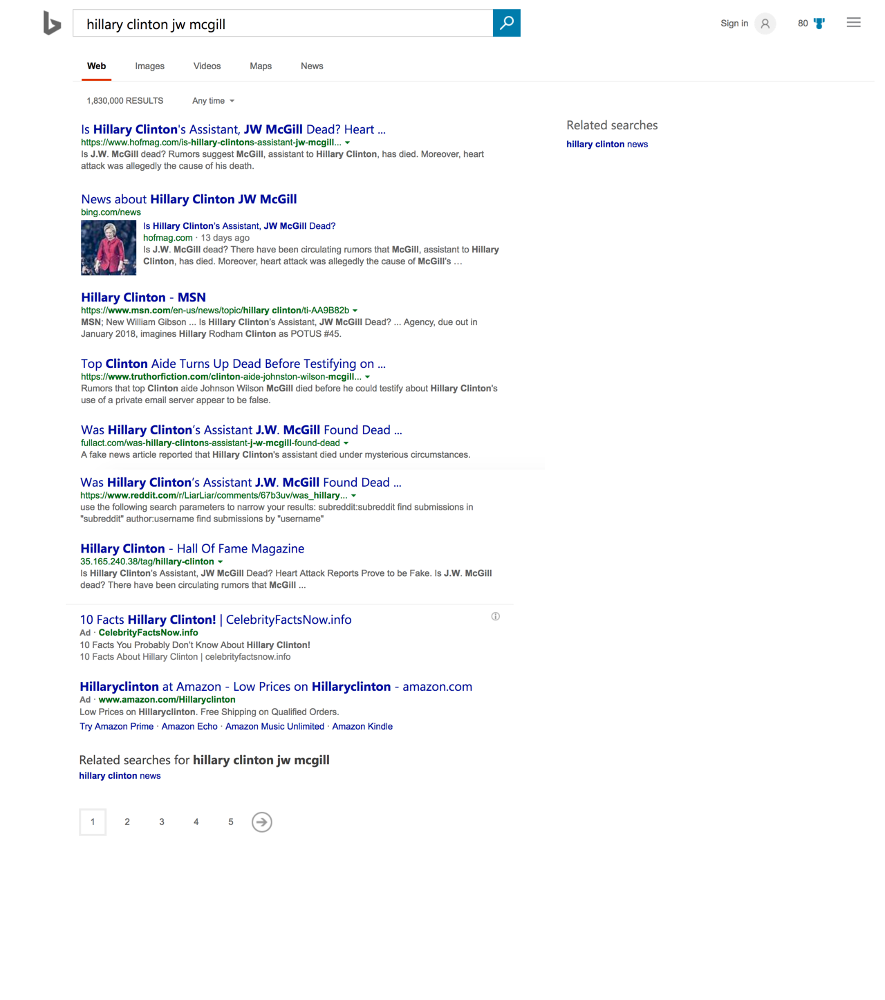 hillary clinton jw mcgill
Sign in
80
Web Images Videos Maps News
1,830,000 RESULTS Any time
Is Hillary Clinton's Assistant, JW McGill Dead? Heart ...
https://www.hofmag.com/is-hillary-clintons-assistant-jw-mcgill...
Is J.W. McGill dead? Rumors suggest McGill, assistant to Hillary Clinton, has died. Moreover, heart
attack was allegedly the cause of his death.
Related searches
hillary clinton news
News about Hillary Clinton JW McGill
bing.com/news
Is Hillary Clinton's Assistant, JW McGill Dead?
hofmag.com · 13 days ago
Is J.W. McGill dead? There have been circulating rumors that McGill, assistant to Hillary
Clinton, has died. Moreover, heart attack was allegedly the cause of McGill's …
Hillary Clinton - MSN
https://www.msn.com/en-us/news/topic/hillary clinton/ti-AA9B82b
MSN; New William Gibson ... Is Hillary Clinton's Assistant, JW McGill Dead? ... Agency, due out in
January 2018, imagines Hillary Rodham Clinton as POTUS #45.
Top Clinton Aide Turns Up Dead Before Testifying on ...
https://www.truthorfiction.com/clinton-aide-johnston-wilson-mcgill...
Rumors that top Clinton aide Johnson Wilson McGill died before he could testify about Hillary Clinton's
use of a private email server appear to be false.
Was Hillary Clinton's Assistant J.W. McGill Found Dead ...
fullact.com/was-hillary-clintons-assistant-j-w-mcgill-found-dead
A fake news article reported that Hillary Clinton's assistant died under mysterious circumstances.
Was Hillary Clinton's Assistant J.W. McGill Found Dead ...
https://www.reddit.com/r/LiarLiar/comments/67b3uv/was_hillary...
use the following search parameters to narrow your results: subreddit:subreddit find submissions in
"subreddit" author:username find submissions by "username"
Hillary Clinton - Hall Of Fame Magazine
35.165.240.38/tag/hillary-clinton
Is Hillary Clinton's Assistant, JW McGill Dead? Heart Attack Reports Prove to be Fake. Is J.W. McGill
dead? There have been circulating rumors that McGill ...
10 Facts Hillary Clinton! | CelebrityFactsNow.info
Ad · CelebrityFactsNow.info
10 Facts You Probably Don't Know About Hillary Clinton!
10 Facts About Hillary Clinton | celebrityfactsnow.info
Hillaryclinton at Amazon - Low Prices on Hillaryclinton - amazon.com
Ad · www.amazon.com/Hillaryclinton
Low Prices on Hillaryclinton. Free Shipping on Qualified Orders.
Try Amazon Prime · Amazon Echo · Amazon Music Unlimited · Amazon Kindle
Related searches for hillary clinton jw mcgill
hillary clinton news
1 2 3 4 5